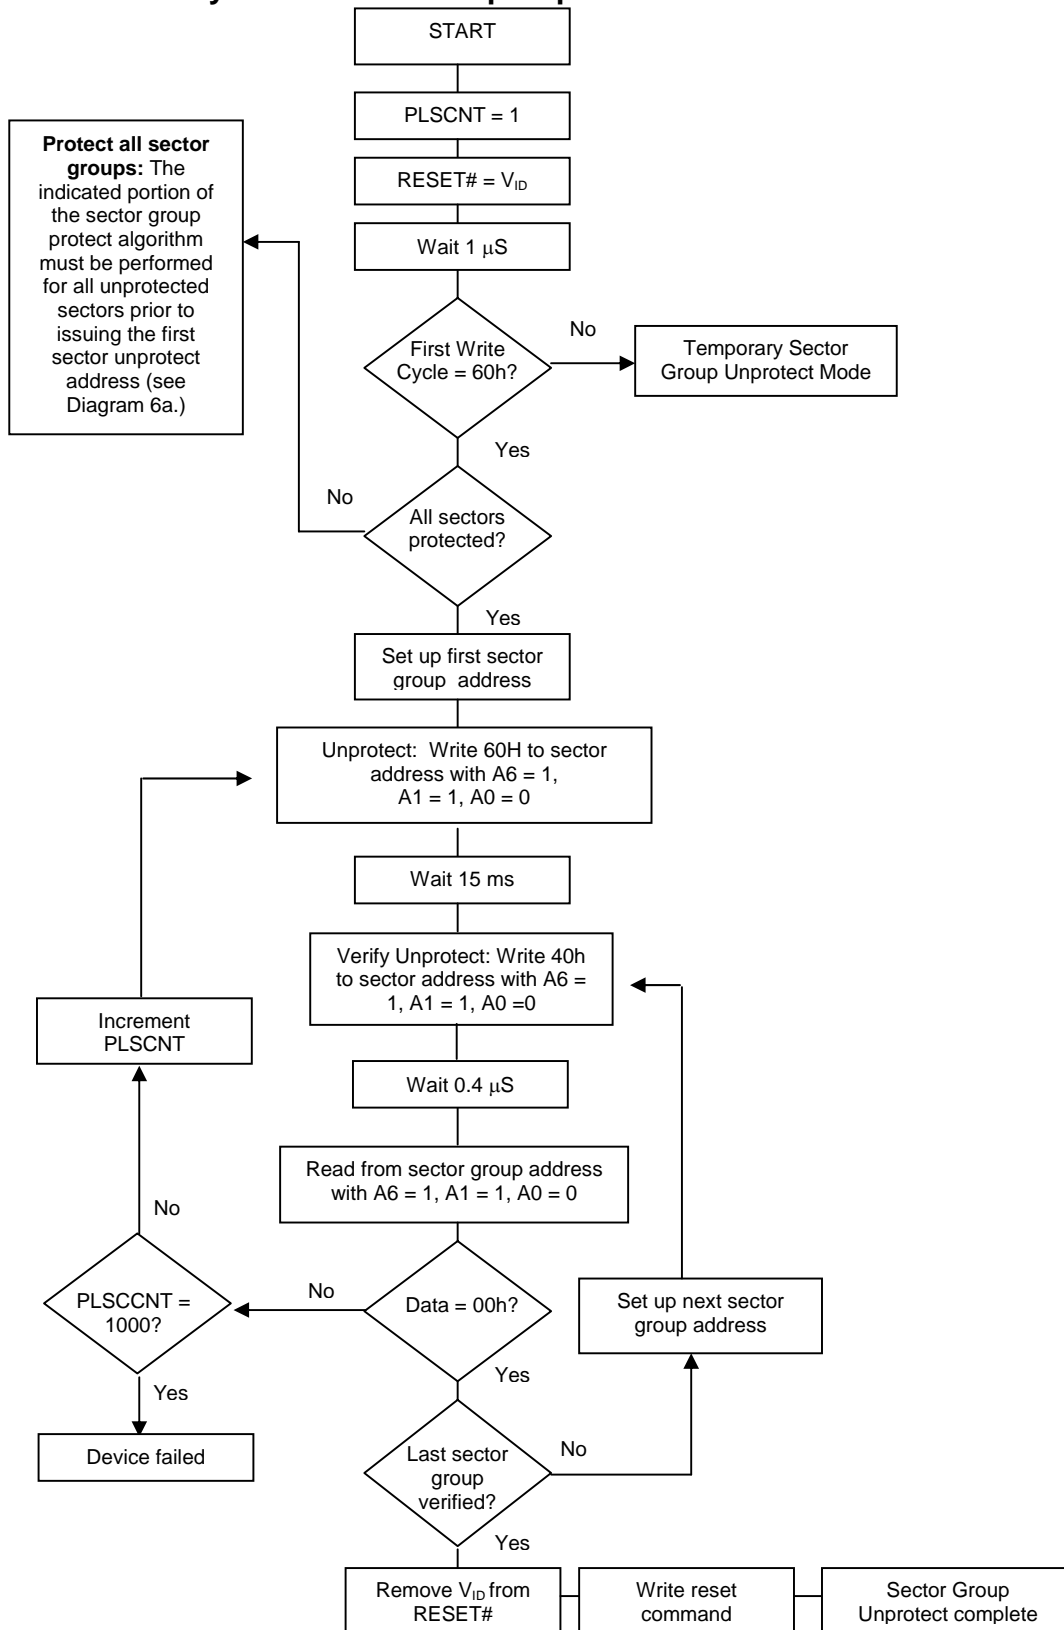 START
PLSCNT = 1
RESET# = VID
Wait 1 μS
Protect all sector
groups: The
indicated portion of
the sector group
protect algorithm
must be performed
for all unprotected
sectors prior to
issuing the first
sector unprotect
address (see
Diagram 6a.)
First Write
Cycle = 60h?
No
Temporary Sector
Group Unprotect Mode
Yes
No
All sectors
protected?
Yes
Set up first sector
group address
Unprotect: Write 60H to sector
address with A6 = 1,
A1 = 1, A0 = 0
Wait 15 ms
Verify Unprotect: Write 40h
to sector address with A6 =
1, A1 = 1, A0 =0
Increment
PLSCNT
Wait 0.4 μS
Read from sector group address
with A6 = 1, A1 = 1, A0 = 0
No
PLSCCNT =
1000?
No
Data = 00h?
Set up next sector
group address
Yes
Yes
Device failed
Last sector
group
verified?
No
Yes
Remove VID from
RESET#
Write reset
command
Sector Group
Unprotect complete